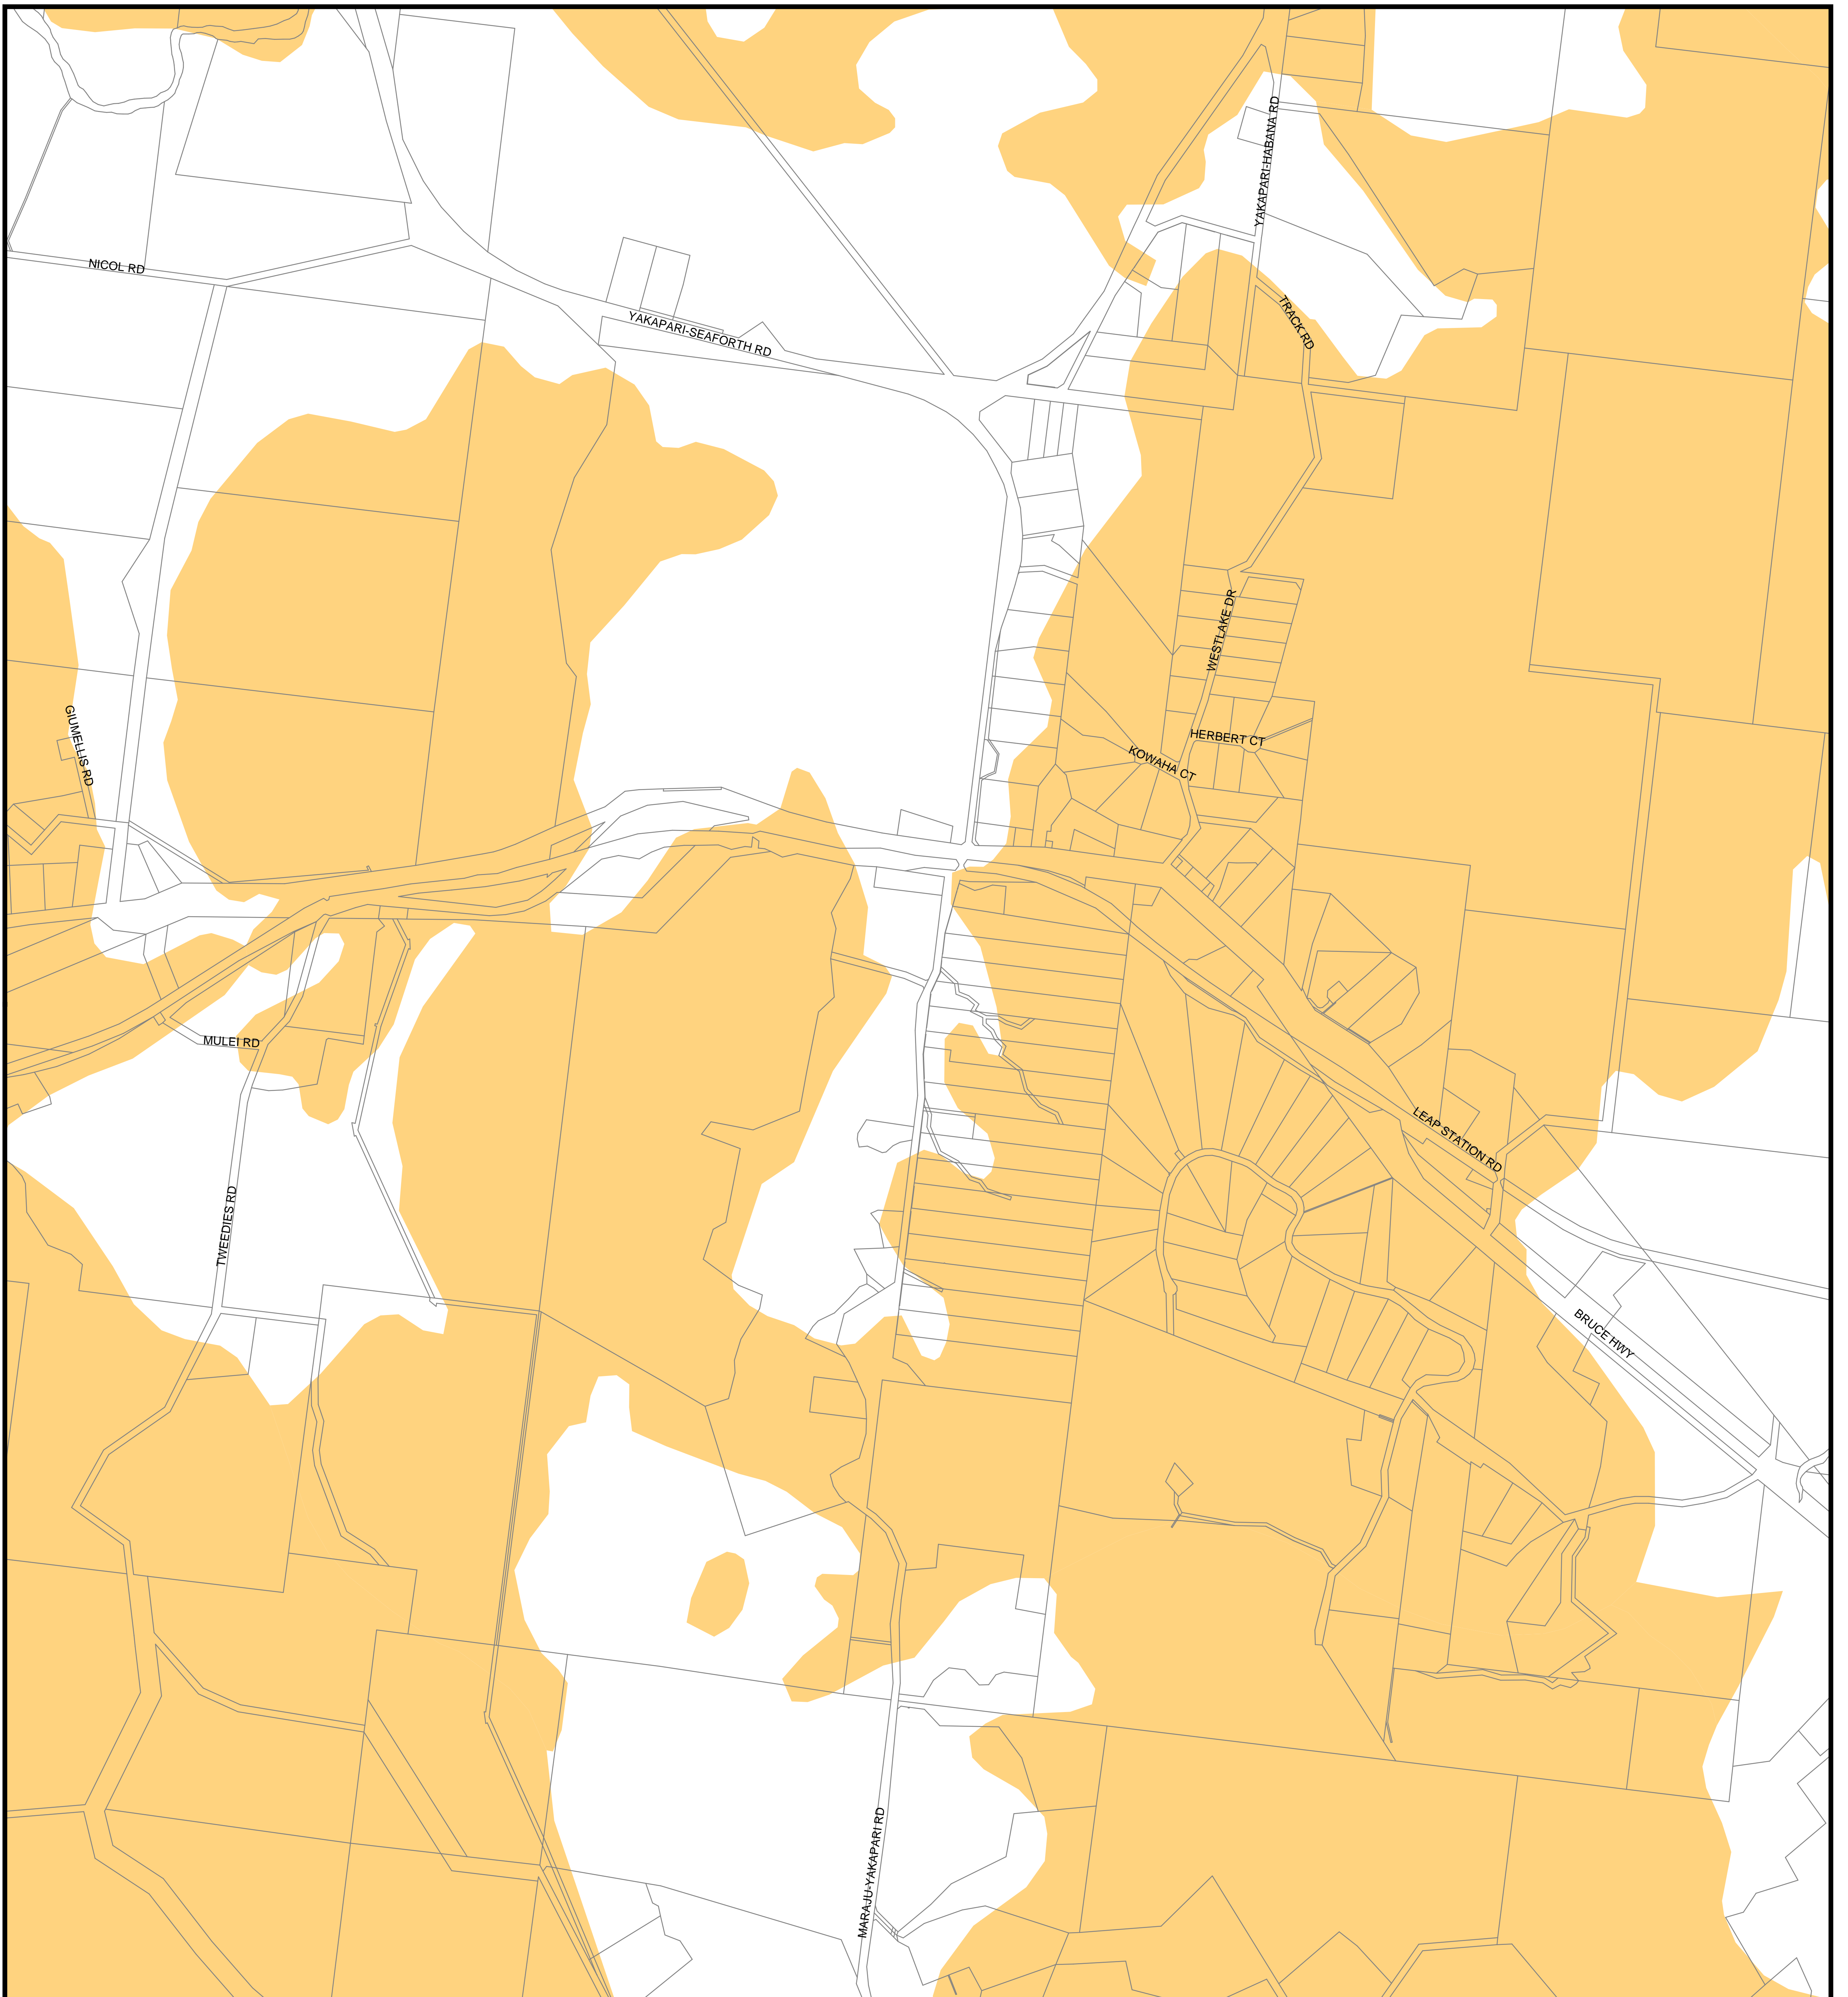 YAKAPARI-HABANA RD
NICOL RD
YAKAPARI-SEAFORTH RD
TRACK RD
WESTLAKE DR
GIUMELLIS RD
HERBERT CT
KOWAHA CT
MULEI RD
LEAP STATION RD
TWEEDIES RD
BRUCE HWY
MARAJU-YAKAPARI RD